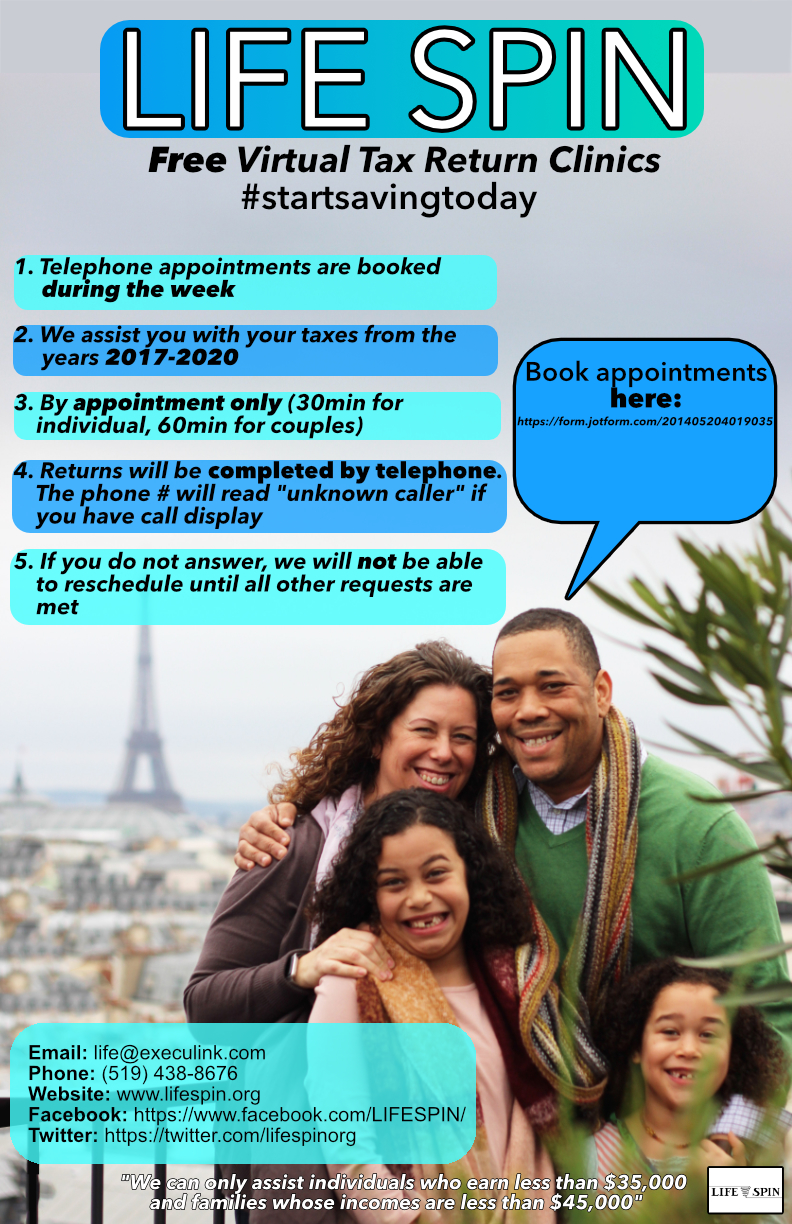 LIFE SPIN
Free Virtual Tax Return Clinics
#startsavingtoday
1. Telephone appointments are booked
during the week
2. We assist you with your taxes from the
years 2017-2020
3. By appointment only (30min for
individual, 60min for couples)
4. Returns will be completed by telephone.
The phone # will read "unknown caller" if
you have call display
5. If you do not answer, we will not be able
to reschedule until all other requests are
met
Book appointments
here:
https://form.jotform.com/201405204019035
Email: life@execulink.com
Phone: (519) 438-8676
Website: www.lifespin.org
Facebook: https://www.facebook.com/LIFESPIN/
Twitter: https://twitter.com/lifespinorg
"We can only assist individuals who earn less than $35,000
and families whose incomes are less than $45,000"
LIFE SPIN